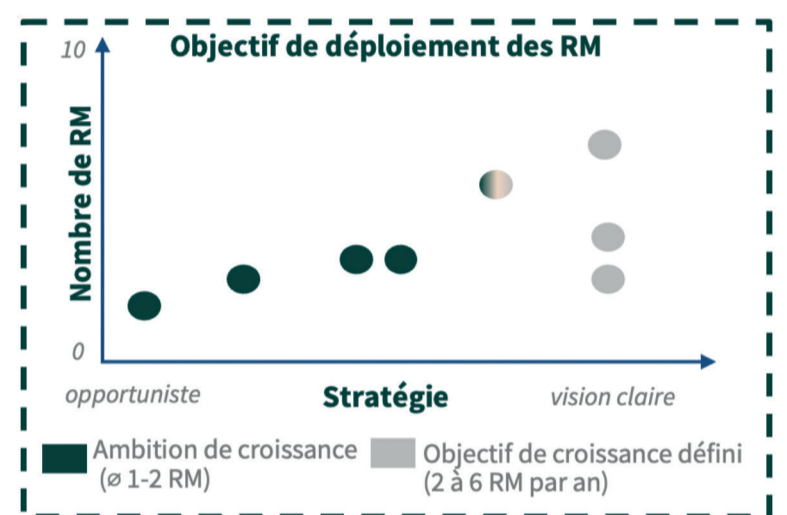 Objectif de déploiement des RM
10
Nombre de RM
0
opportuniste
Stratégie
vision claire
Ambition de croissance
(ø 1-2 RM)
Objectif de croissance défini
(2 à 6 RM par an)